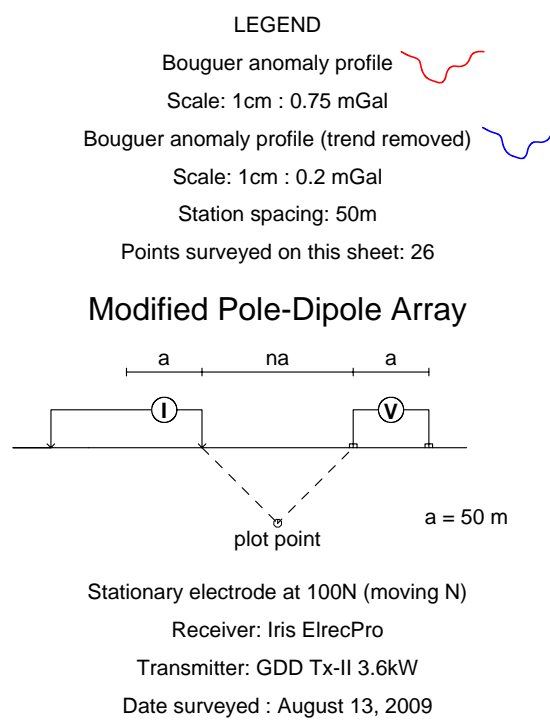 LEGEND
Bouguer anomaly profile
Scale: 1cm : 0.75 mGal
Bouguer anomaly profile (trend removed)
Scale: 1cm : 0.2 mGal
Station spacing: 50m
Points surveyed on this sheet: 26
Modified Pole-Dipole Array
a na a
I V
a = 50 m
plot point
Stationary electrode at 100N (moving N)
Receiver: Iris ElrecPro
Transmitter: GDD Tx-II 3.6kW
Date surveyed : August 13, 2009